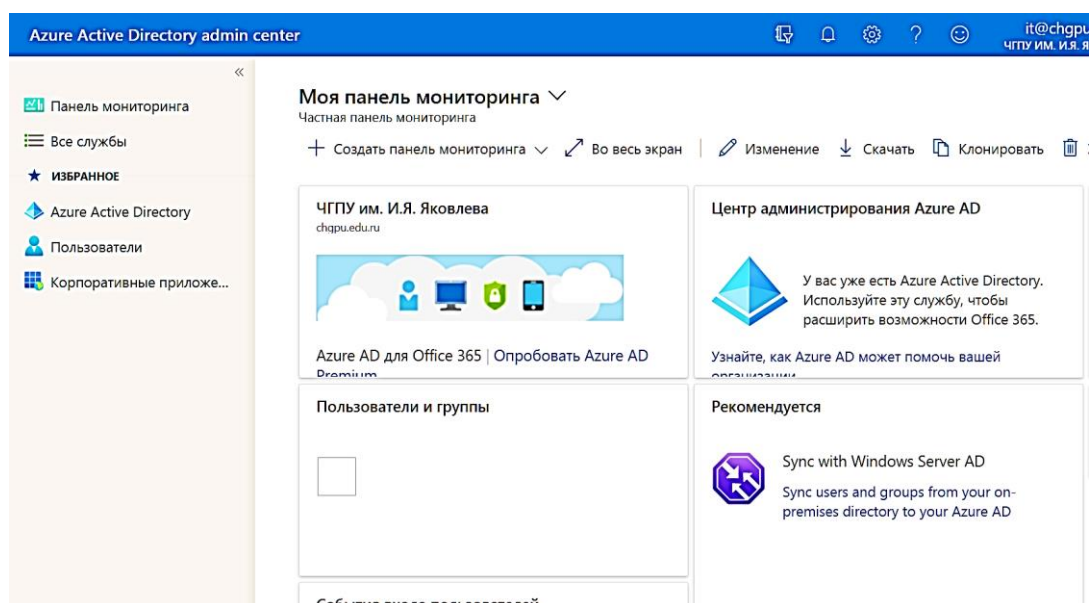 Azure Active Directory admin center
it@chgpu
ЧГПУ ИМ. И.Я. Я
«
Панель мониторинга
Все службы
ИЗБРАННОЕ
Azure Active Directory
Пользователи
Корпоративные приложе...
Моя панель мониторинга
Частная панель мониторинга
Создать панель мониторинга
Во весь экран
Изменение
Скачать
Клонировать
ЧГПУ им. И.Я. Яковлева
chgpu.edu.ru
Azure AD для Office 365 | Опробовать Azure AD
Premium
Центр администрирования Azure AD
У вас уже есть Azure Active Directory.
Используйте эту службу, чтобы
расширить возможности Office 365.
Узнайте, как Azure AD может помочь вашей
организации
Пользователи и группы
Рекомендуется
Sync with Windows Server AD
Sync users and groups from your on-
premises directory to your Azure AD
События входа пользователей